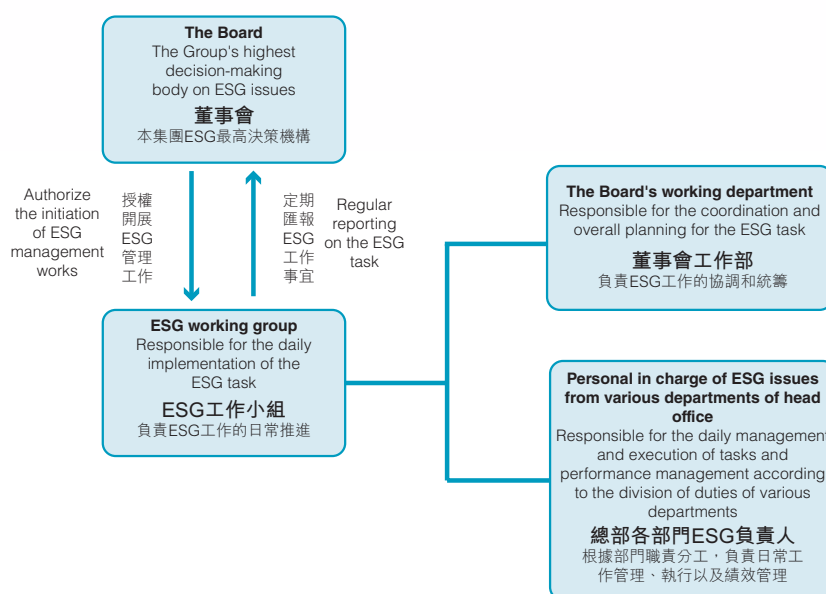 The Board
The Group's highest
decision-making
body on ESG issues
董事會
本集團ESG最高決策機構
Authorize
the initiation
of ESG
management
works
授權
開展
ESG
管理
工作
定期
匯報
ESG
工作
事宜
Regular
reporting
on the ESG
task
ESG working group
Responsible for the daily
implementation of the
ESG task
ESG工作小組
負責ESG工作的日常推進
The Board's working department
Responsible for the coordination and
overall planning for the ESG task
董事會工作部
負責ESG工作的協調和統籌
Personal in charge of ESG issues
from various departments of head
office
Responsible for the daily management
and execution of tasks and
performance management according
to the division of duties of various
departments
總部各部門ESG負責人
根據部門職責分工，負責日常工
作管理、執行以及績效管理